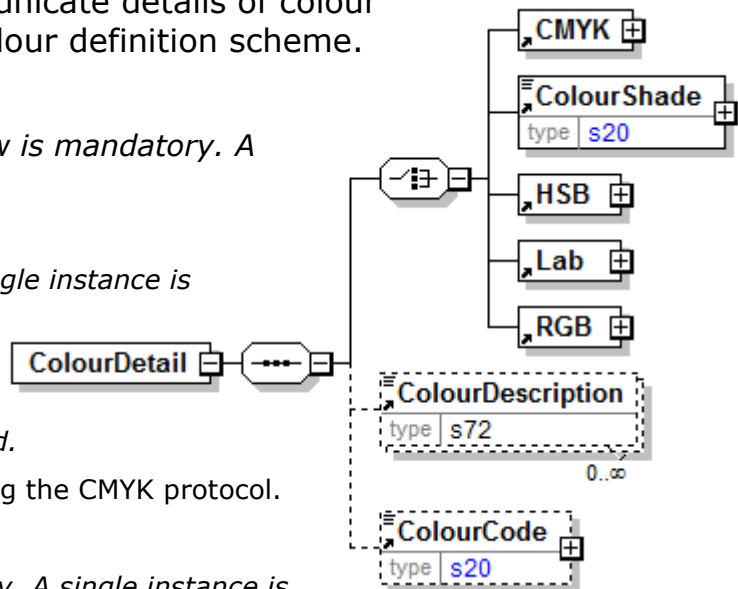 unicate details of colour
lour definition scheme.
is mandatory. A
gle instance is
g the CMYK protocol.
A single instance is
ColourDetail
CMYK
ColourShade
type s20
HSB
Lab
RGB
ColourDescription
type s72
0..∞
ColourCode
type s20